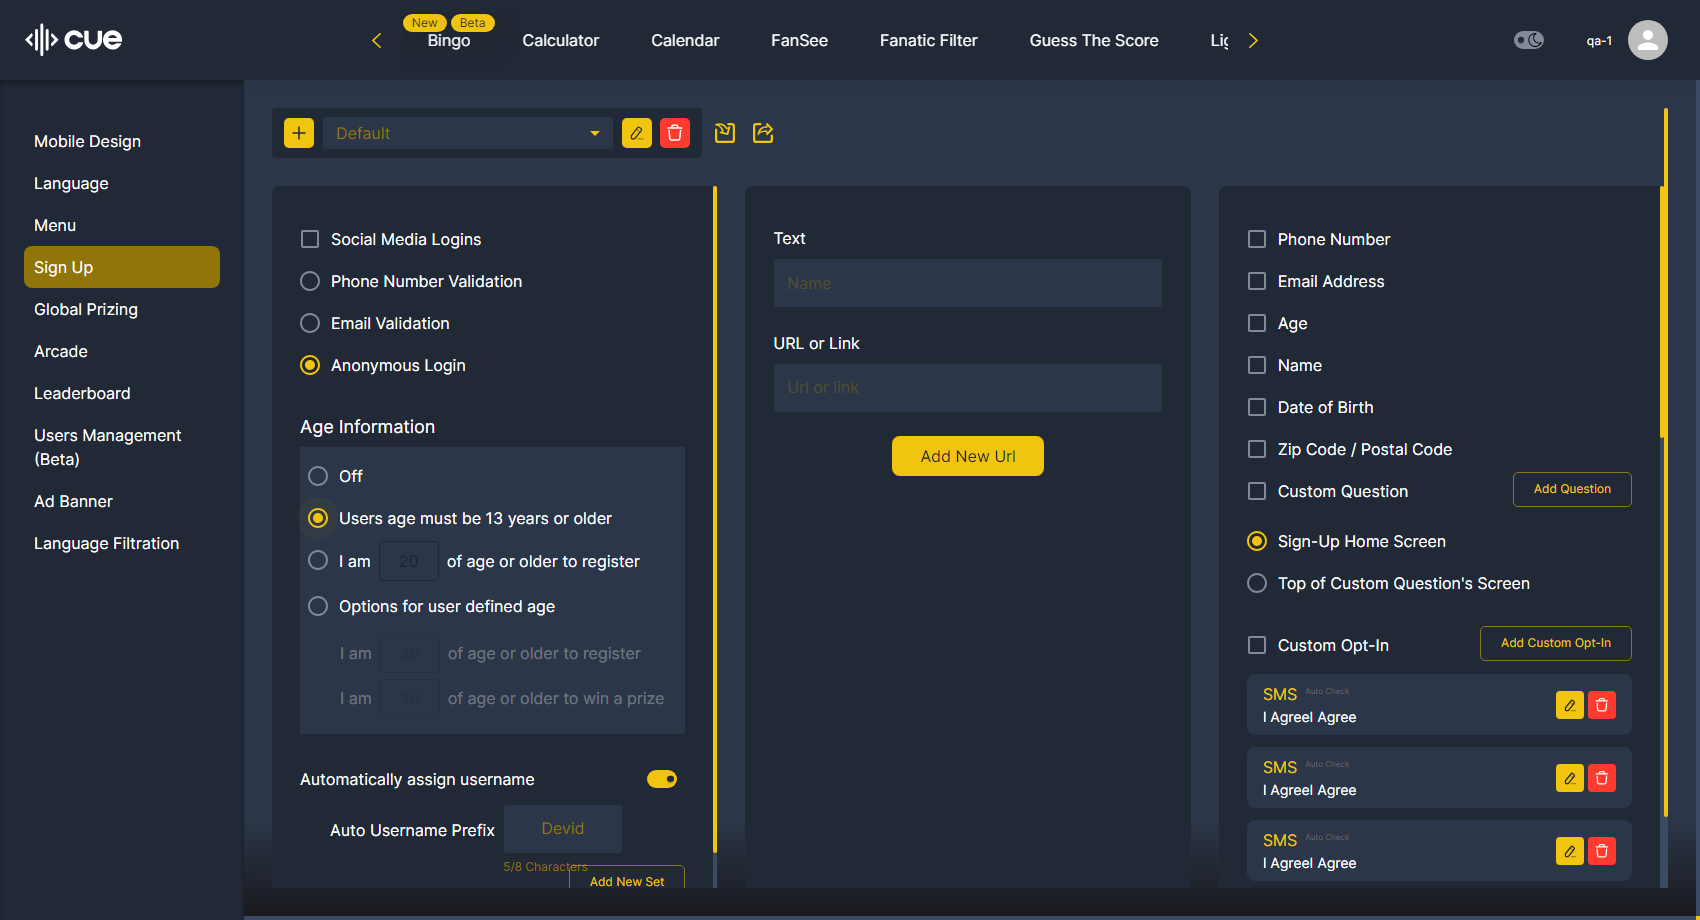 cue
New Beta
Bingo
Calculator
Calendar
FanSee
Fanatic Filter
Guess The Score
qa-1
Mobile Design
Language
Menu
Sign Up
Global Prizing
Arcade
Leaderboard
Users Management
(Beta)
Ad Banner
Language Filtration
Default
Social Media Logins
Phone Number Validation
Email Validation
Anonymous Login
Age Information
Off
Users age must be 13 years or older
I am 20 of age or older to register
Options for user defined age
I am 20 of age or older to register
I am 30 of age or older to win a prize
Automatically assign username
Auto Username Prefix Devid
5/8 Characters
Add New Set
Text
Name
URL or Link
Url or link
Add New Url
Phone Number
Email Address
Age
Name
Date of Birth
Zip Code / Postal Code
Custom Question Add Question
Sign-Up Home Screen
Top of Custom Question's Screen
Custom Opt-In Add Custom Opt-In
SMS Auto Check
I Agreel Agree
SMS Auto Check
I Agreel Agree
SMS Auto Check
I Agreel Agree